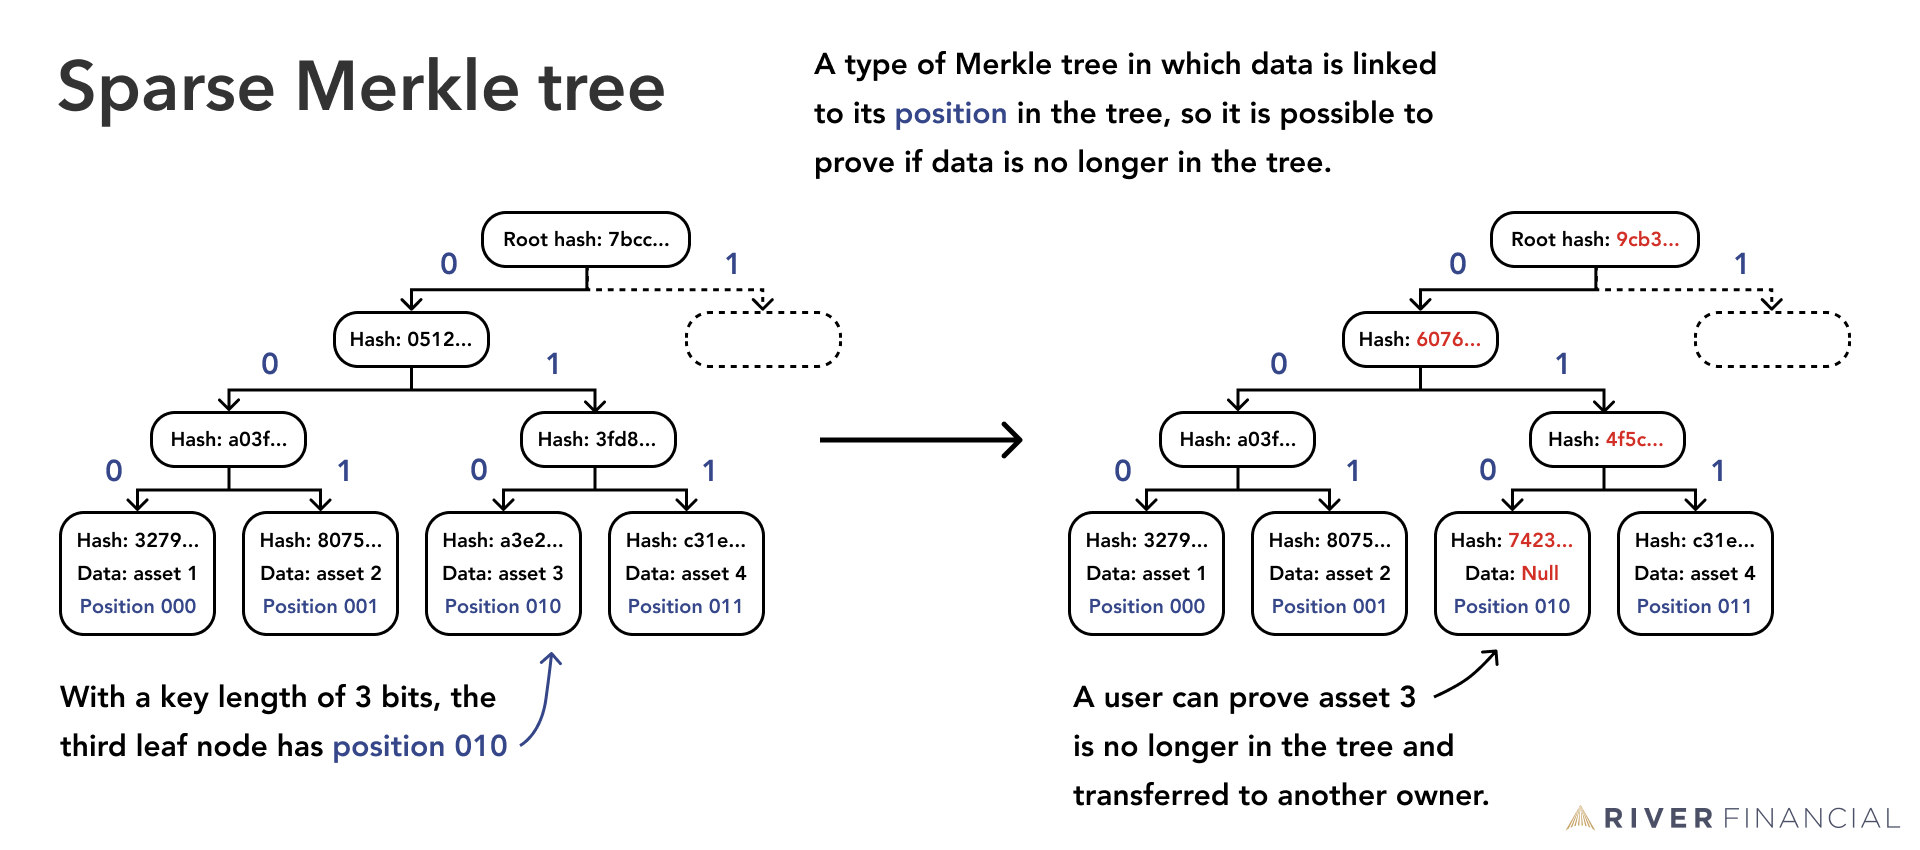 Sparse Merkle tree
A type of Merkle tree in which data is linked
to its position in the tree, so it is possible to
prove if data is no longer in the tree.
Root hash: 7bcc...
0
1
Hash: 0512...
0
1
Hash: a03f...
Hash: 3fd8...
0
1
0
1
Hash: 3279...
Data: asset 1
Position 000
Hash: 8075...
Data: asset 2
Position 001
Hash: a3e2...
Data: asset 3
Position 010
Hash: c31e...
Data: asset 4
Position 011
With a key length of 3 bits, the
third leaf node has position 010
Root hash: 9cb3...
0
1
Hash: 6076...
0
1
Hash: a03f...
Hash: 4f5c...
0
1
0
1
Hash: 3279...
Data: asset 1
Position 000
Hash: 8075...
Data: asset 2
Position 001
Hash: 7423...
Data: Null
Position 010
Hash: c31e...
Data: asset 4
Position 011
A user can prove asset 3
is no longer in the tree and
transferred to another owner.
RIVER FINANCIAL